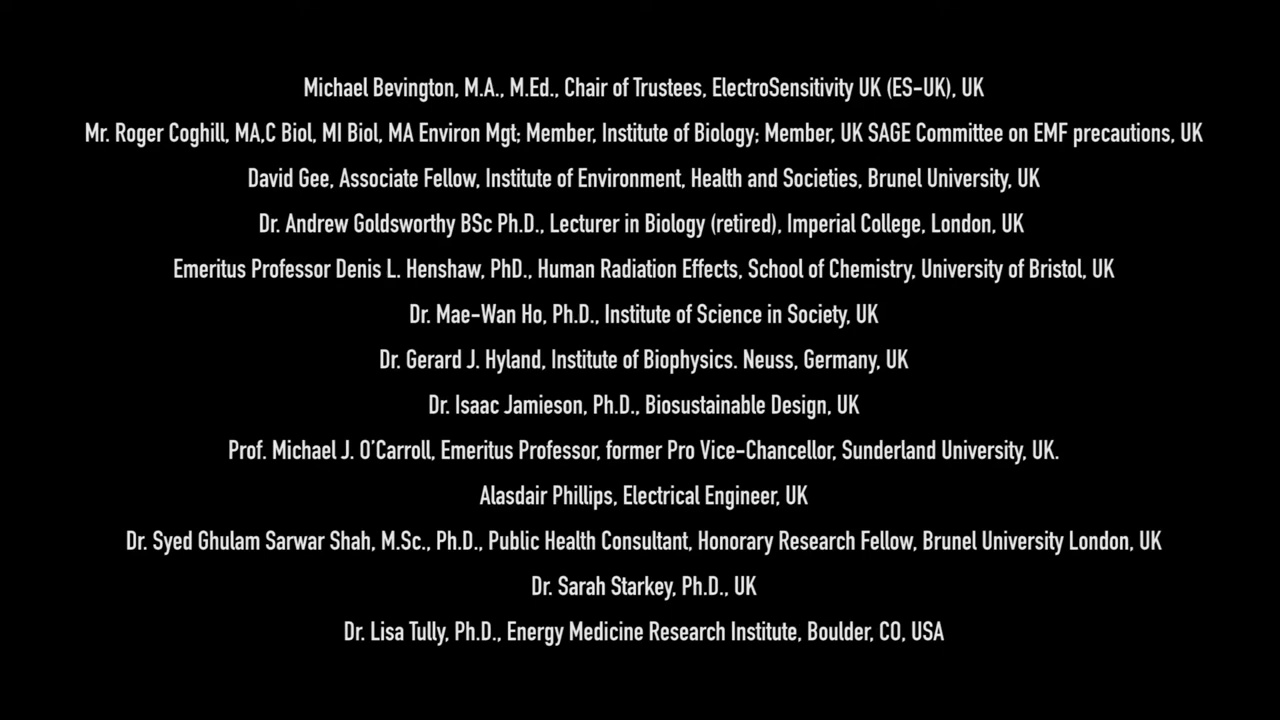 Michael Bevington, M.A., M.Ed., Chair of Trustees, ElectroSensitivity UK (ES-UK), UK
Mr. Roger Coghill, MA,C Biol, MI Biol, MA Environ Mgt; Member, Institute of Biology; Member, UK SAGE Committee on EMF precautions, UK
David Gee, Associate Fellow, Institute of Environment, Health and Societies, Brunel University, UK
Dr. Andrew Goldsworthy BSc Ph.D., Lecturer in Biology (retired), Imperial College, London, UK
Emeritus Professor Denis L. Henshaw, PhD., Human Radiation Effects, School of Chemistry, University of Bristol, UK
Dr. Mae-Wan Ho, Ph.D., Institute of Science in Society, UK
Dr. Gerard J. Hyland, Institute of Biophysics. Neuss, Germany, UK
Dr. Isaac Jamieson, Ph.D., Biosustainable Design, UK
Prof. Michael J. O’Carroll, Emeritus Professor, former Pro Vice-Chancellor, Sunderland University, UK.
Alasdair Phillips, Electrical Engineer, UK
Dr. Syed Ghulam Sarwar Shah, M.Sc., Ph.D., Public Health Consultant, Honorary Research Fellow, Brunel University London, UK
Dr. Sarah Starkey, Ph.D., UK
Dr. Lisa Tully, Ph.D., Energy Medicine Research Institute, Boulder, CO, USA